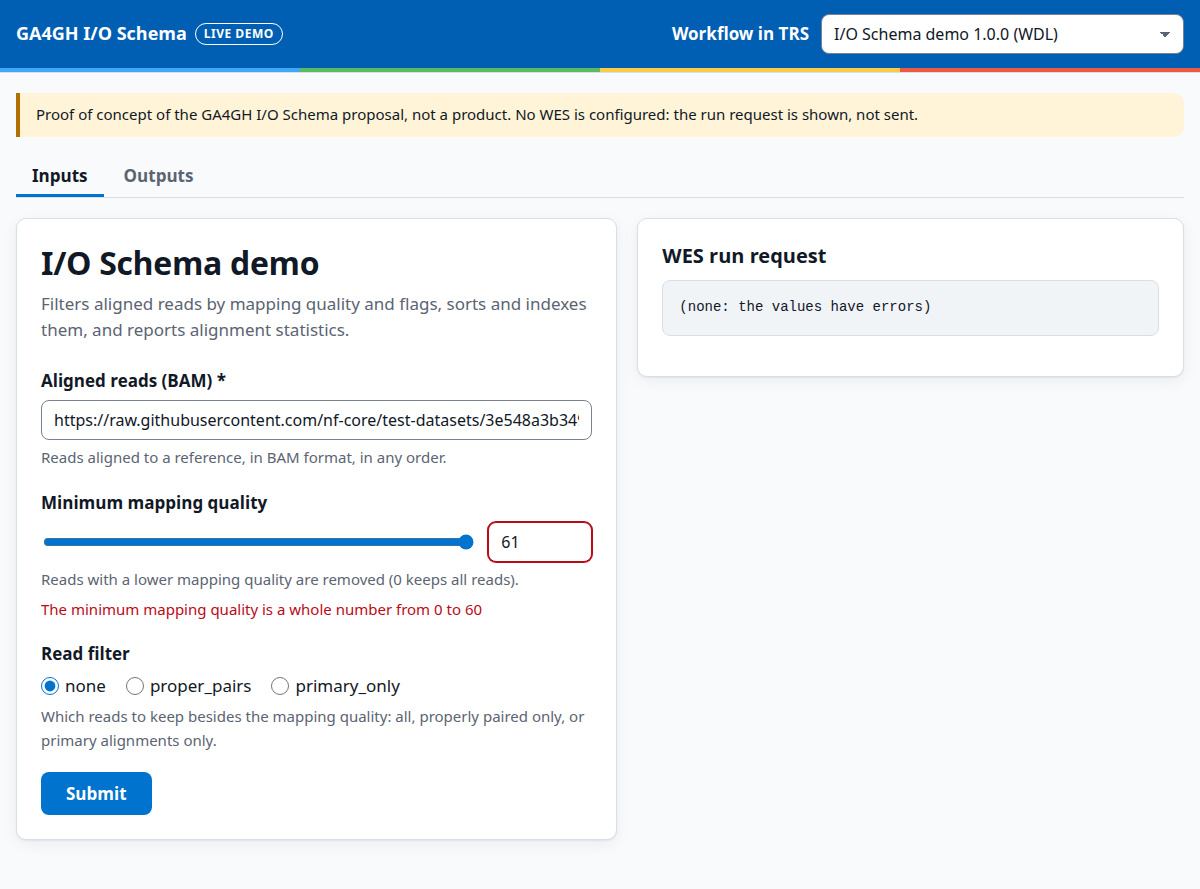 GA4GH I/O Schema LIVE DEMO
Workflow in TRS I/O Schema demo 1.0.0 (WDL)
Proof of concept of the GA4GH I/O Schema proposal, not a product. No WES is configured: the run request is shown, not sent.
Inputs Outputs
I/O Schema demo
Filters aligned reads by mapping quality and flags, sorts and indexes
them, and reports alignment statistics.
Aligned reads (BAM) *
https://raw.githubusercontent.com/nf-core/test-datasets/3e548a3b34
Reads aligned to a reference, in BAM format, in any order.
Minimum mapping quality
61
Reads with a lower mapping quality are removed (0 keeps all reads).
The minimum mapping quality is a whole number from 0 to 60
Read filter
none proper_pairs primary_only
Which reads to keep besides the mapping quality: all, properly paired only, or
primary alignments only.
Submit
WES run request
(none: the values have errors)